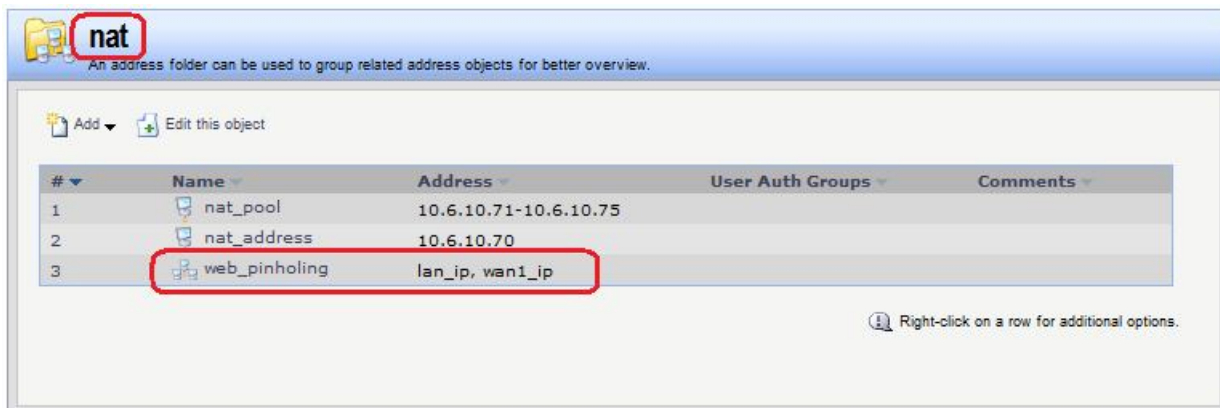 nat
An address folder can be used to group related address objects for better overview.
Add Edit this object
# Name Address User Auth Groups Comments
1 nat_pool 10.6.10.71-10.6.10.75
2 nat_address 10.6.10.70
3 web_pinholing lan_ip, wan1_ip
Right-click on a row for additional options.